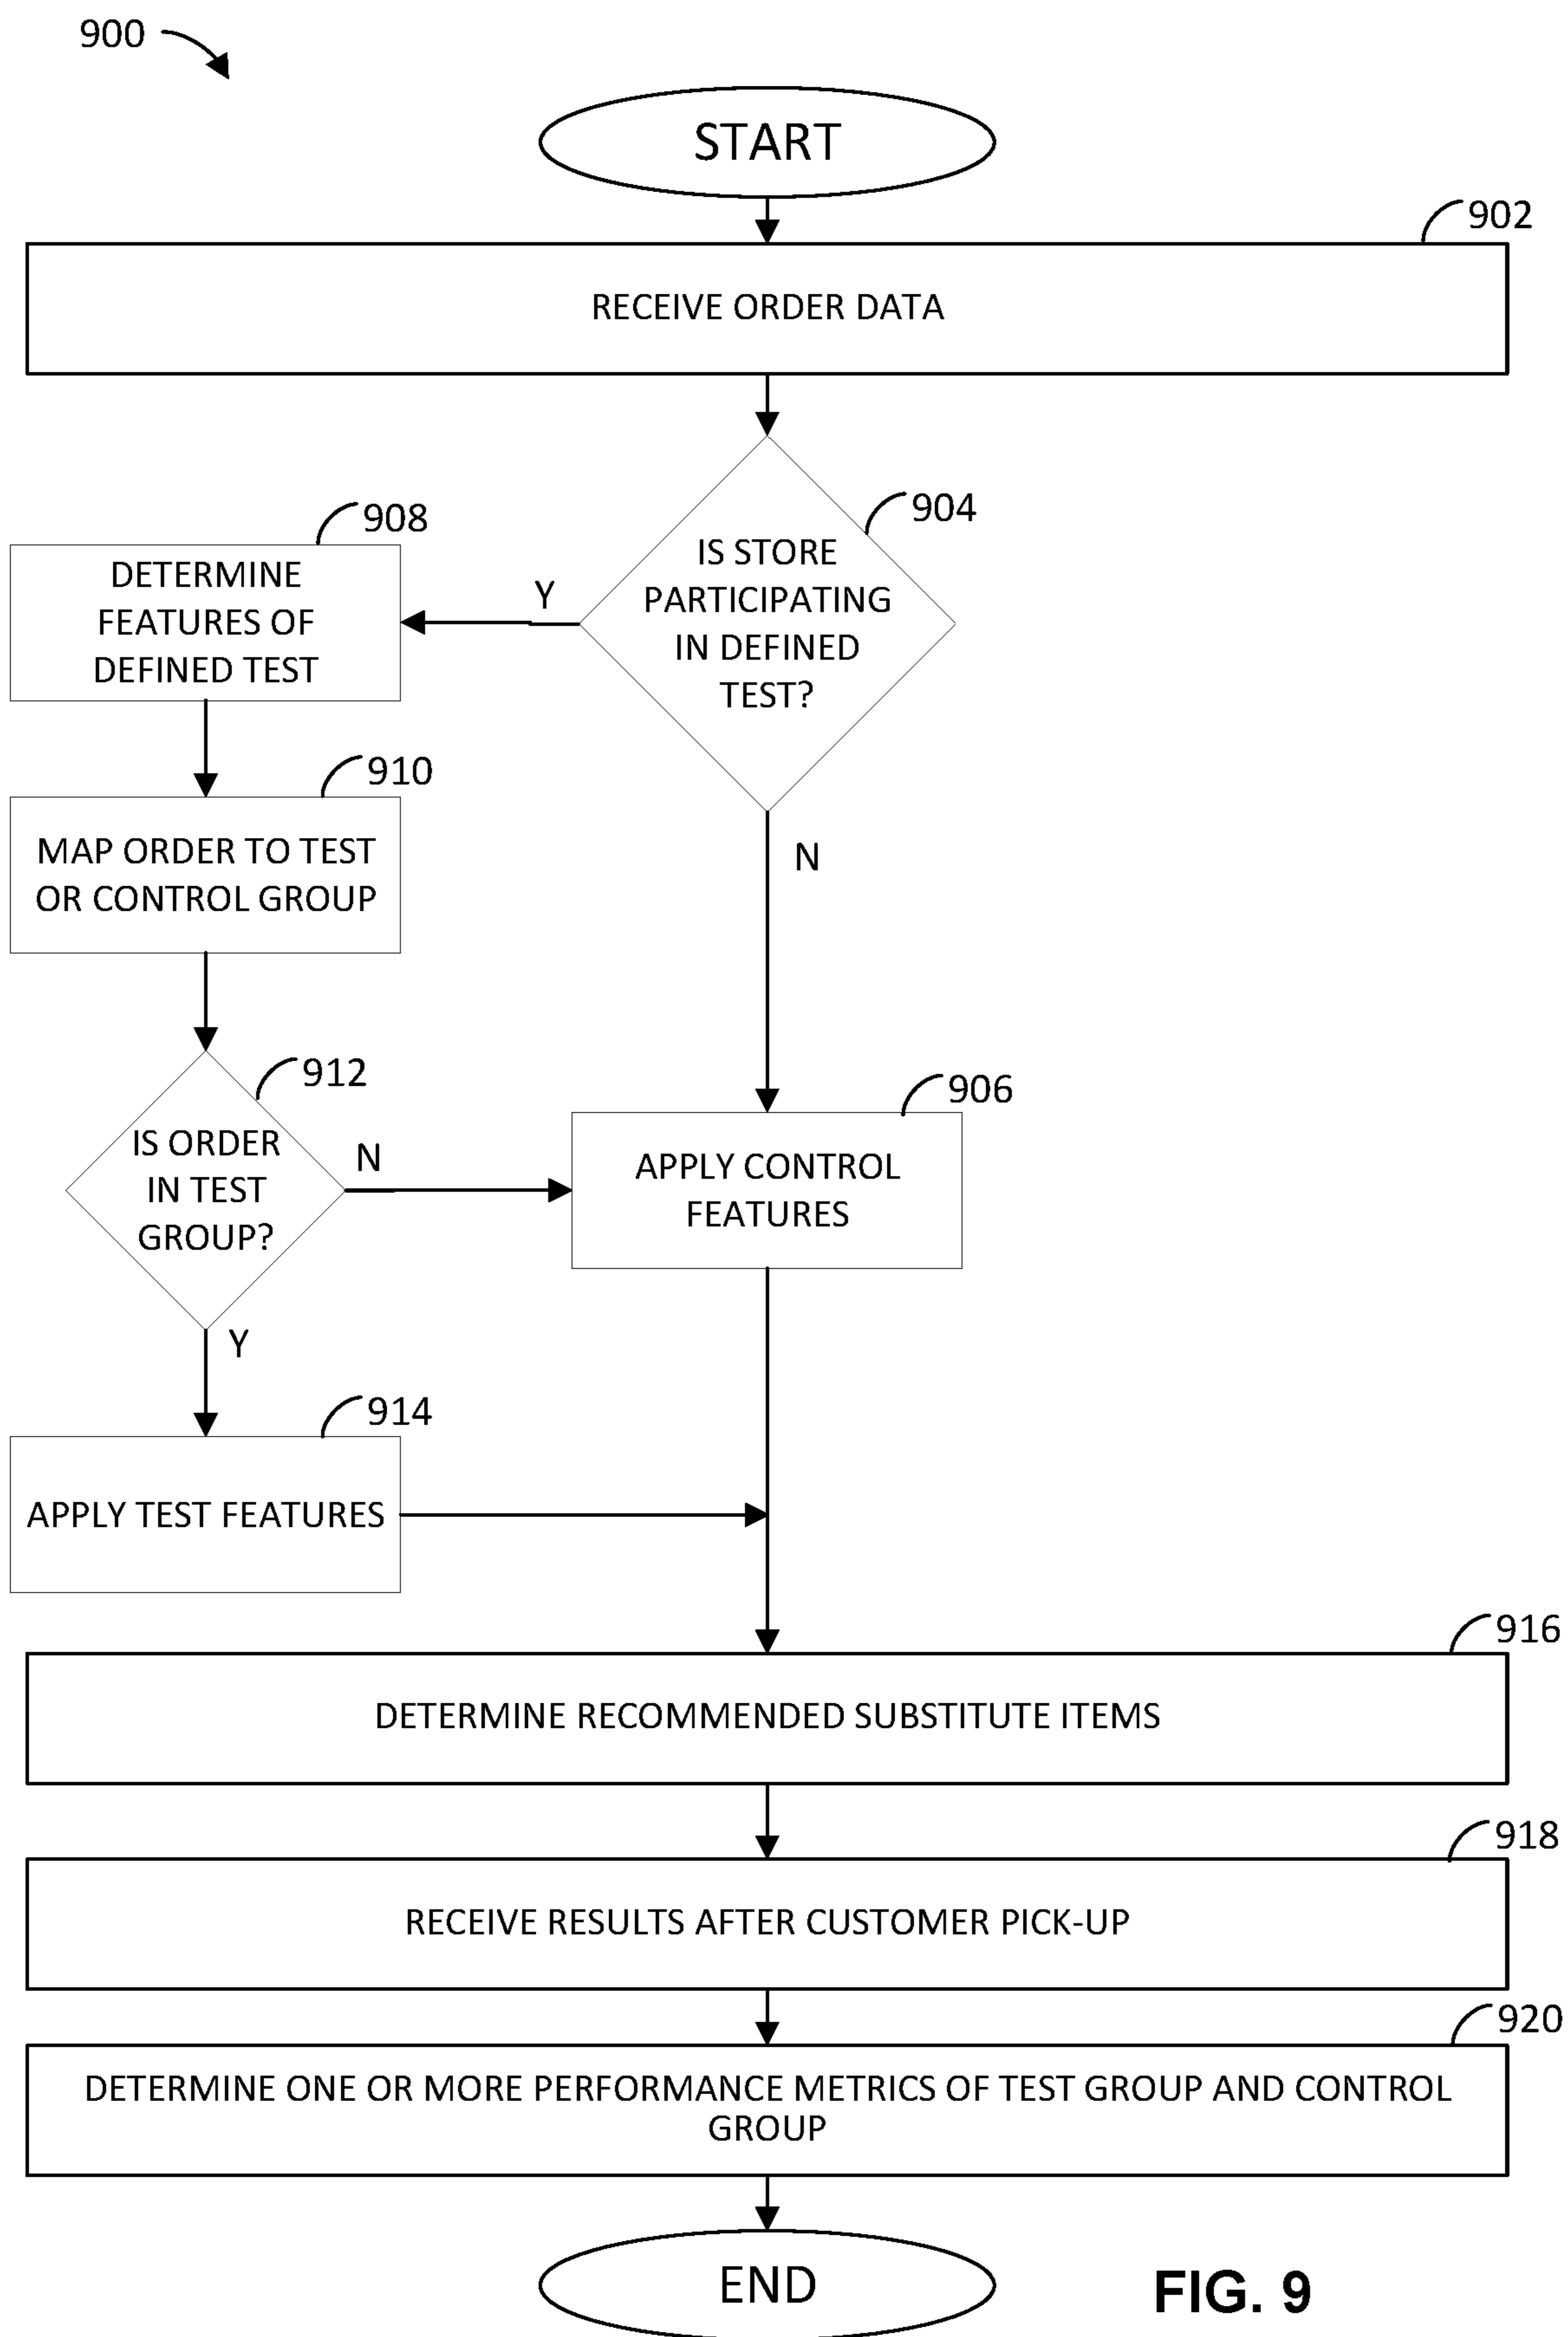 900
START
902
RECEIVE ORDER DATA
904
IS STORE
PARTICIPATING
IN DEFINED
TEST?
Y
908
DETERMINE
FEATURES OF
DEFINED TEST
910
MAP ORDER TO TEST
OR CONTROL GROUP
N
912
IS ORDER
IN TEST
GROUP?
N
906
APPLY CONTROL
FEATURES
Y
914
APPLY TEST FEATURES
916
DETERMINE RECOMMENDED SUBSTITUTE ITEMS
918
RECEIVE RESULTS AFTER CUSTOMER PICK-UP
920
DETERMINE ONE OR MORE PERFORMANCE METRICS OF TEST GROUP AND CONTROL
GROUP
END
FIG. 9